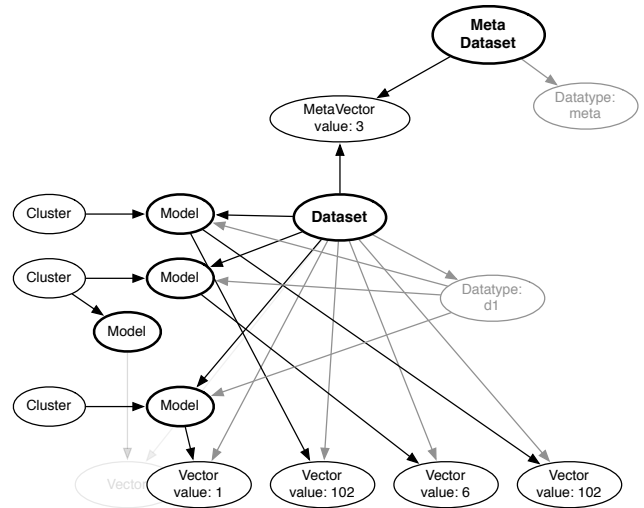 Meta
Dataset
Datatype:
meta
MetaVector
value: 3
Cluster
Model
Dataset
Cluster
Model
Datatype:
d1
Model
Cluster
Model
Vector
Vector
value: 1
Vector
value: 102
Vector
value: 6
Vector
value: 102